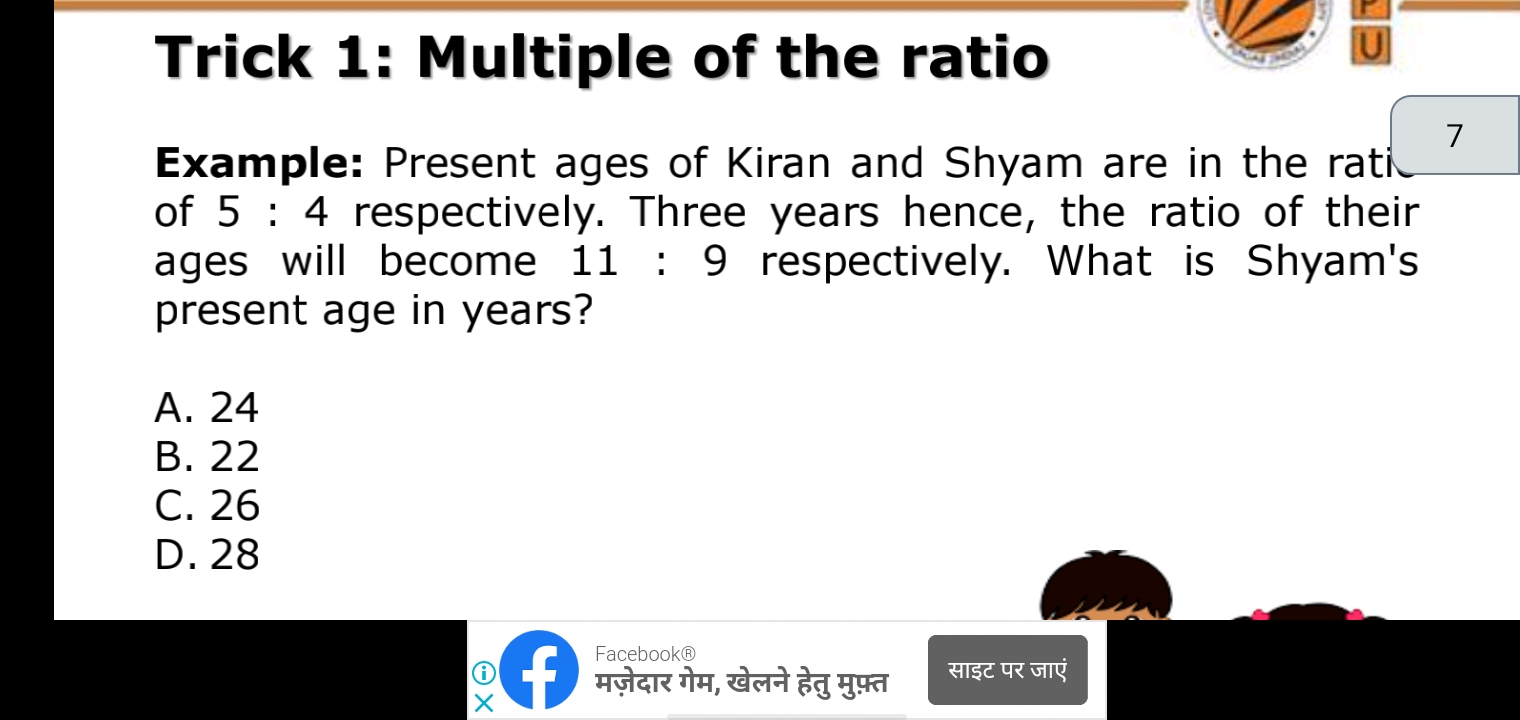 P
U
Trick 1: Multiple of the ratio
7
Example: Present ages of Kiran and Shyam are in the ratio
of 5 : 4 respectively. Three years hence, the ratio of their
ages will become 11 : 9 respectively. What is Shyam's
present age in years?
A. 24
B. 22
C. 26
D. 28
Facebook®
मज़ेदार गेम, खेलने हेतु मुफ़्त
साइट पर जाएं